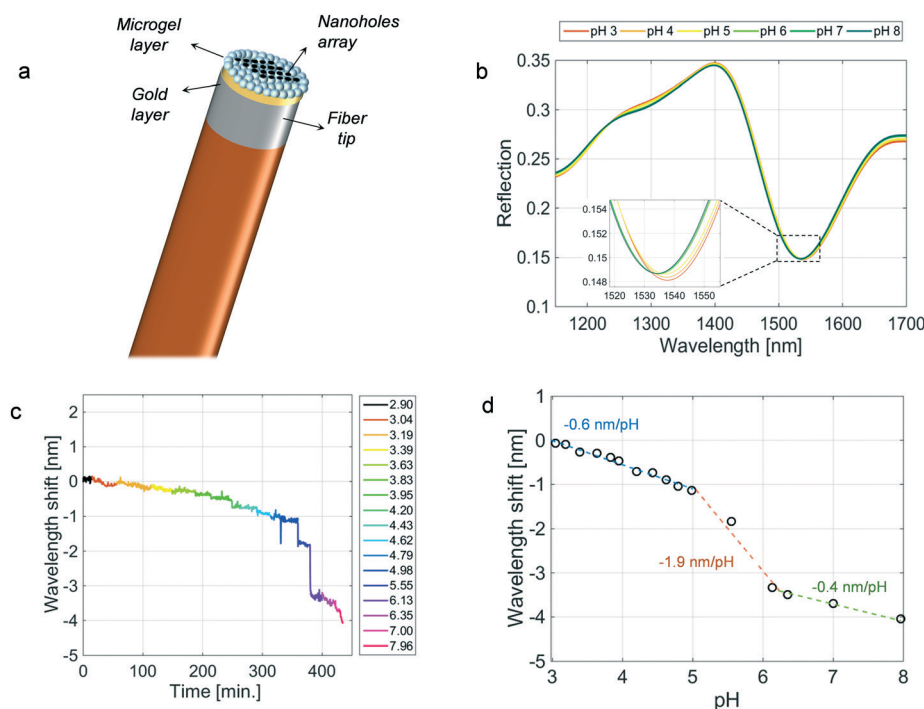 a
Microgel
layer
Nanoholes
array
Gold
layer
Fiber
tip
b
pH 3 pH 4 pH 5 pH 6 pH 7 pH 8
0.35
0.3
0.25
0.2
0.15
0.1
Reflection
0.154
0.152
0.150
0.148
1520 1530 1540 1550
1200 1300 1400 1500 1600 1700
Wavelength [nm]
c
2
1
0
-1
-2
-3
-4
-5
Wavelength shift [nm]
0 100 200 300 400
Time [min.]
2.90
3.04
3.19
3.39
3.63
3.83
3.95
4.20
4.43
4.62
4.79
4.98
5.55
6.13
6.35
7.00
7.96
d
1
0
-1
-2
-3
-4
-5
Wavelength shift [nm]
-0.6 nm/pH
-1.9 nm/pH
-0.4 nm/pH
3 4 5 6 7 8
pH